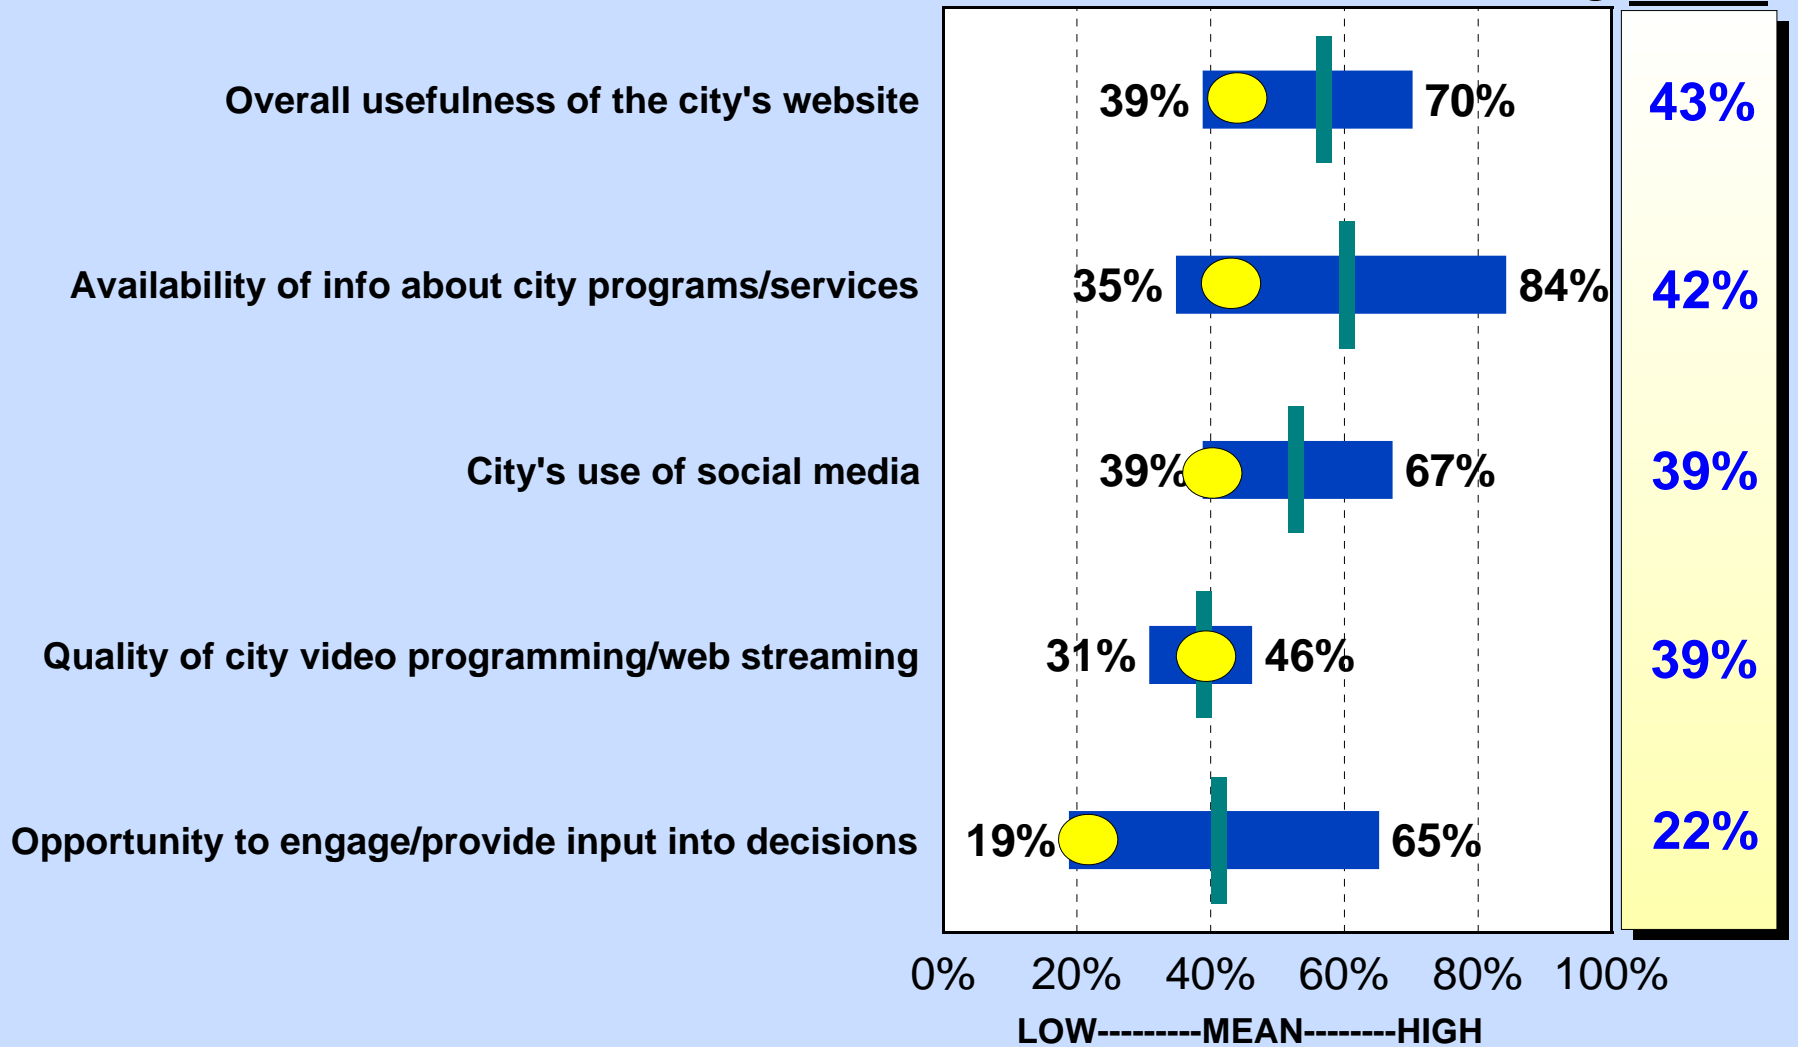 Overall usefulness of the city's website 39% 70% 43%
Availability of info about city programs/services 35% 84% 42%
City's use of social media 39% 67% 39%
Quality of city video programming/web streaming 31% 46% 39%
Opportunity to engage/provide input into decisions 19% 65% 22%
0% 20% 40% 60% 80% 100%
LOW---------MEAN--------HIGH